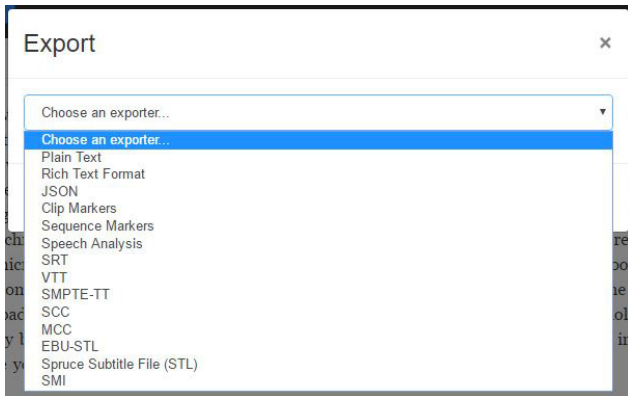 Export
×
Choose an exporter...
Choose an exporter...
Plain Text
Rich Text Format
JSON
Clip Markers
Sequence Markers
Speech Analysis
SRT
VTT
SMPTE-TT
SCC
MCC
EBU-STL
Spruce Subtitle File (STL)
SMI